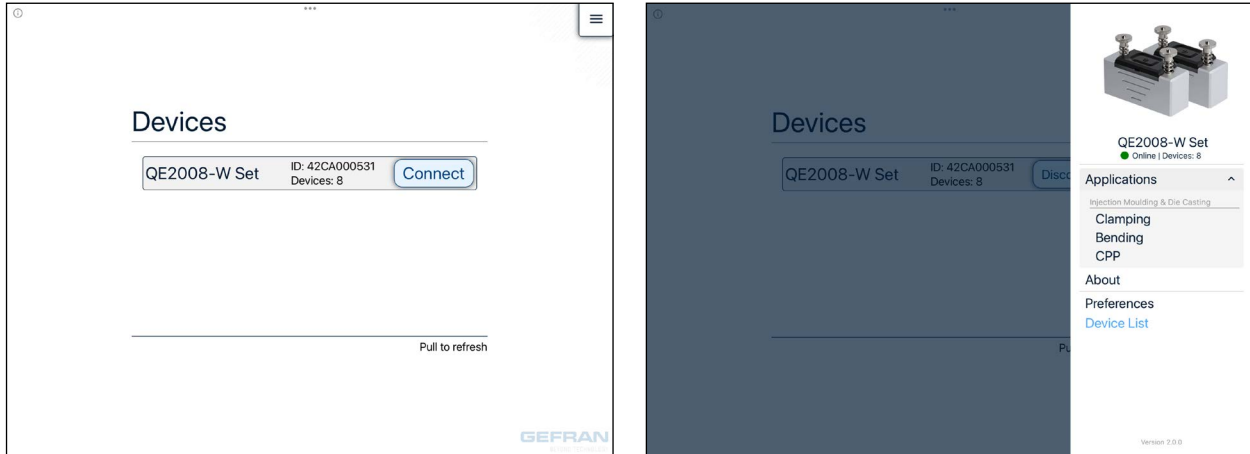 Devices
QE2008-W Set
ID: 42CA000531
Devices: 8
Connect
Pull to refresh
GEFRAN
Devices
QE2008-W Set
ID: 42CA000531
Devices: 8
Disco
Pu
QE2008-W Set
Online | Devices: 8
Applications
Injection Moulding & Die Casting
Clamping
Bending
CPP
About
Preferences
Device List
Version 2.0.0